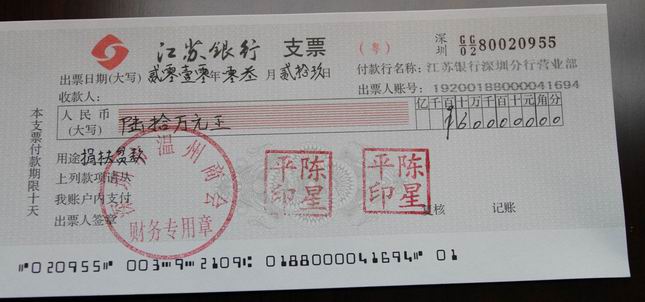 江苏银行 支票 (粤) 深圳 GG/02 80020955
出票日期(大写) 贰零壹零年 零叁月 贰拾玖日 付款行名称: 江苏银行深圳分行营业部
收款人: 出票人账号: 19200188000041694
人民币(大写) 陆拾万元正 亿千百十万千百十元角分
¥60000000
用途 捐扶贫款
上列款项请从
我账户内支付
出票人签章 复核 记账
本支票付款期限十天
温州商会
财务专用章
陈星平印
陈星平印
020955 003 9 2109 0188000041694 01